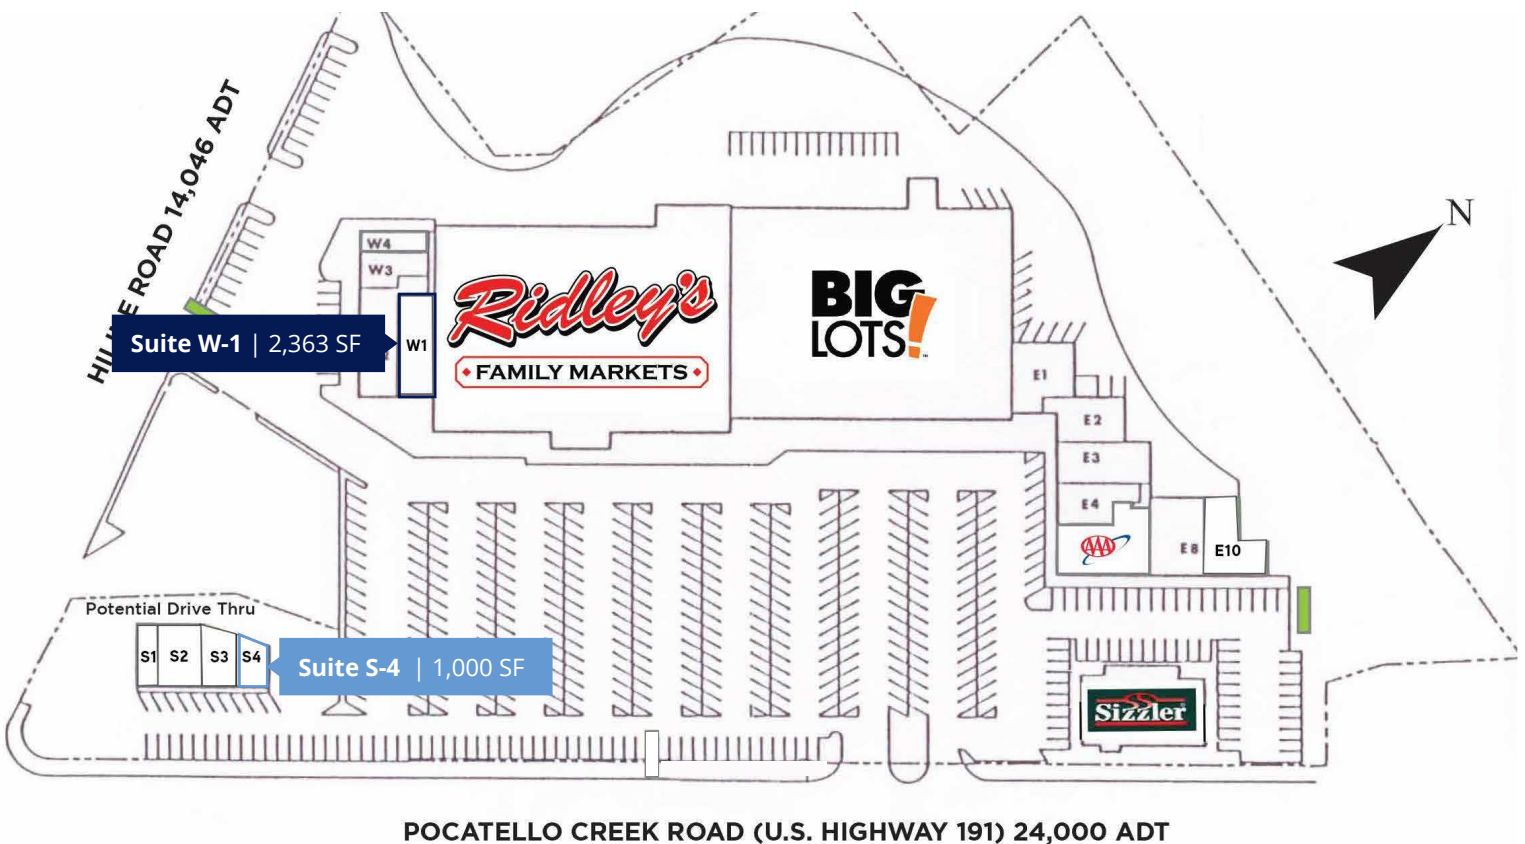 HILINE ROAD 14,046 ADT
N
W4
W3
Suite W-1 | 2,363 SF
W1
Ridley's
FAMILY MARKETS
BIG
LOTS!
E1
E2
E3
E4
AAA
E8
E10
Potential Drive Thru
S1
S2
S3
S4
Suite S-4 | 1,000 SF
Sizzler
POCATELLO CREEK ROAD (U.S. HIGHWAY 191) 24,000 ADT